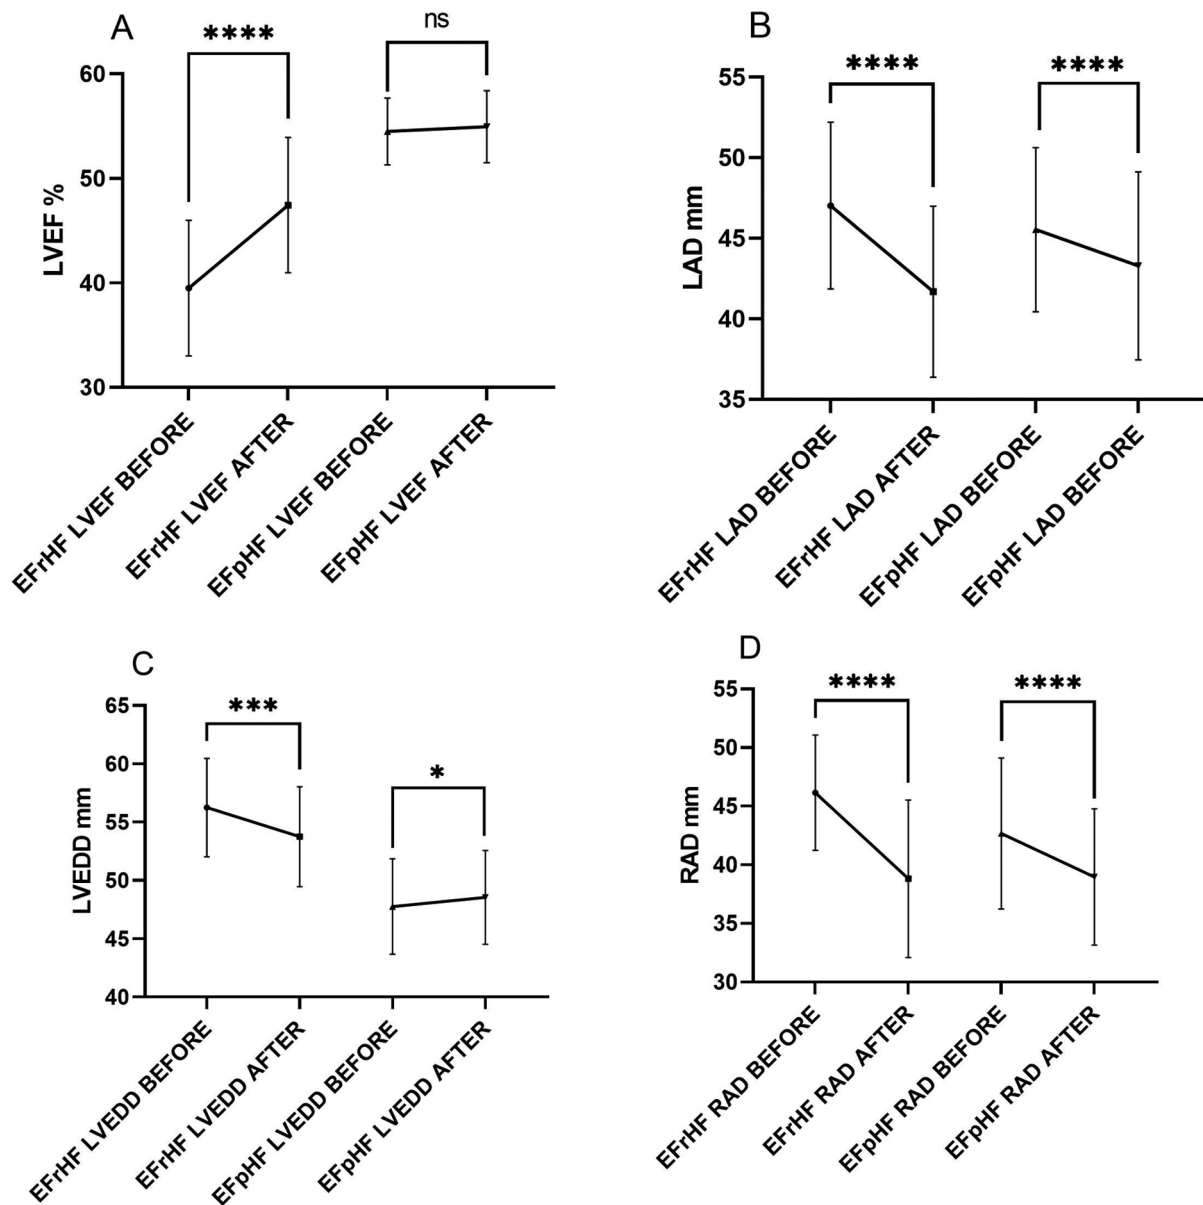 A
****
ns
60
50
40
30
LVEF %
EFrHF LVEF BEFORE
EFrHF LVEF AFTER
EFpHF LVEF BEFORE
EFpHF LVEF AFTER
B
****
****
55
50
45
40
35
LAD mm
EFrHF LAD BEFORE
EFrHF LAD AFTER
EFpHF LAD BEFORE
EFpHF LAD BEFORE
C
***
*
65
60
55
50
45
40
LVEDD mm
EFrHF LVEDD BEFORE
EFrHF LVEDD AFTER
EFpHF LVEDD BEFORE
EFpHF LVEDD AFTER
D
****
****
55
50
45
40
35
30
RAD mm
EFrHF RAD BEFORE
EFrHF RAD AFTER
EFpHF RAD BEFORE
EFpHF RAD AFTER